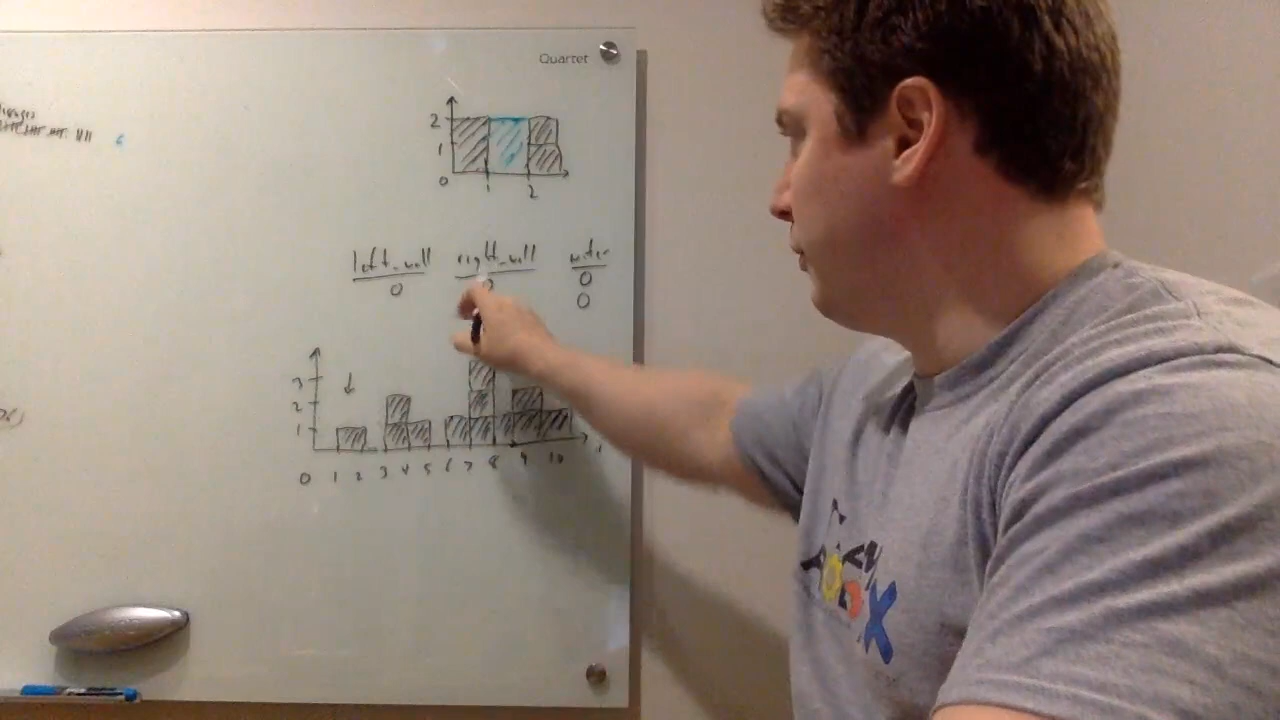 Quartet
2
1
0
1 2
left_wall right_wall water
0 0 0
0
3
2
1
0 1 2 3 4 5 6 7 8 9 10